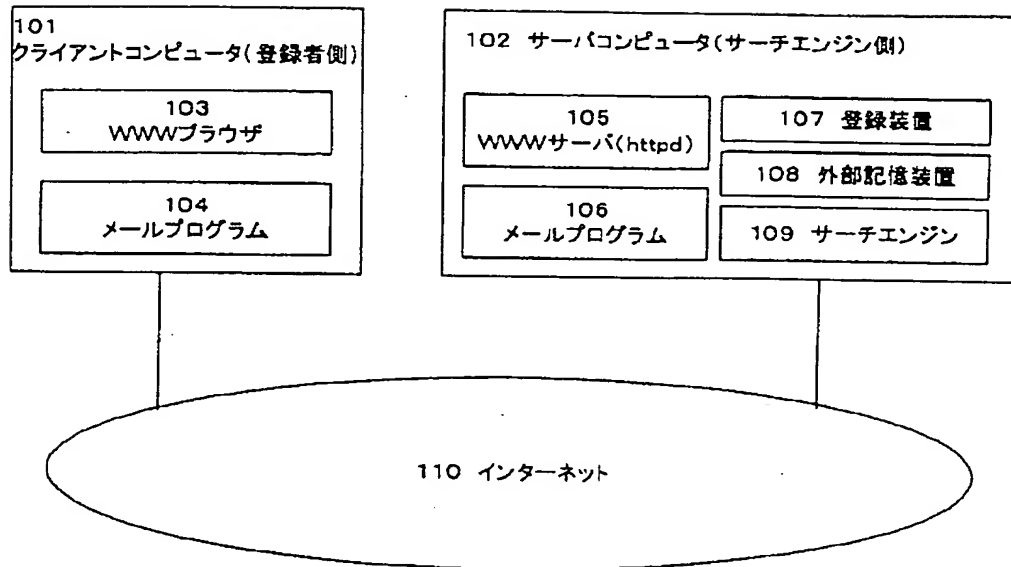 101
クライアントコンピュータ(登録者側)
103
WWWブラウザ
104
メールプログラム
102 サーバコンピュータ(サーチエンジン側)
105
WWWサーバ(httpd)
106
メールプログラム
107 登録装置
108 外部記憶装置
109 サーチエンジン
110 インターネット